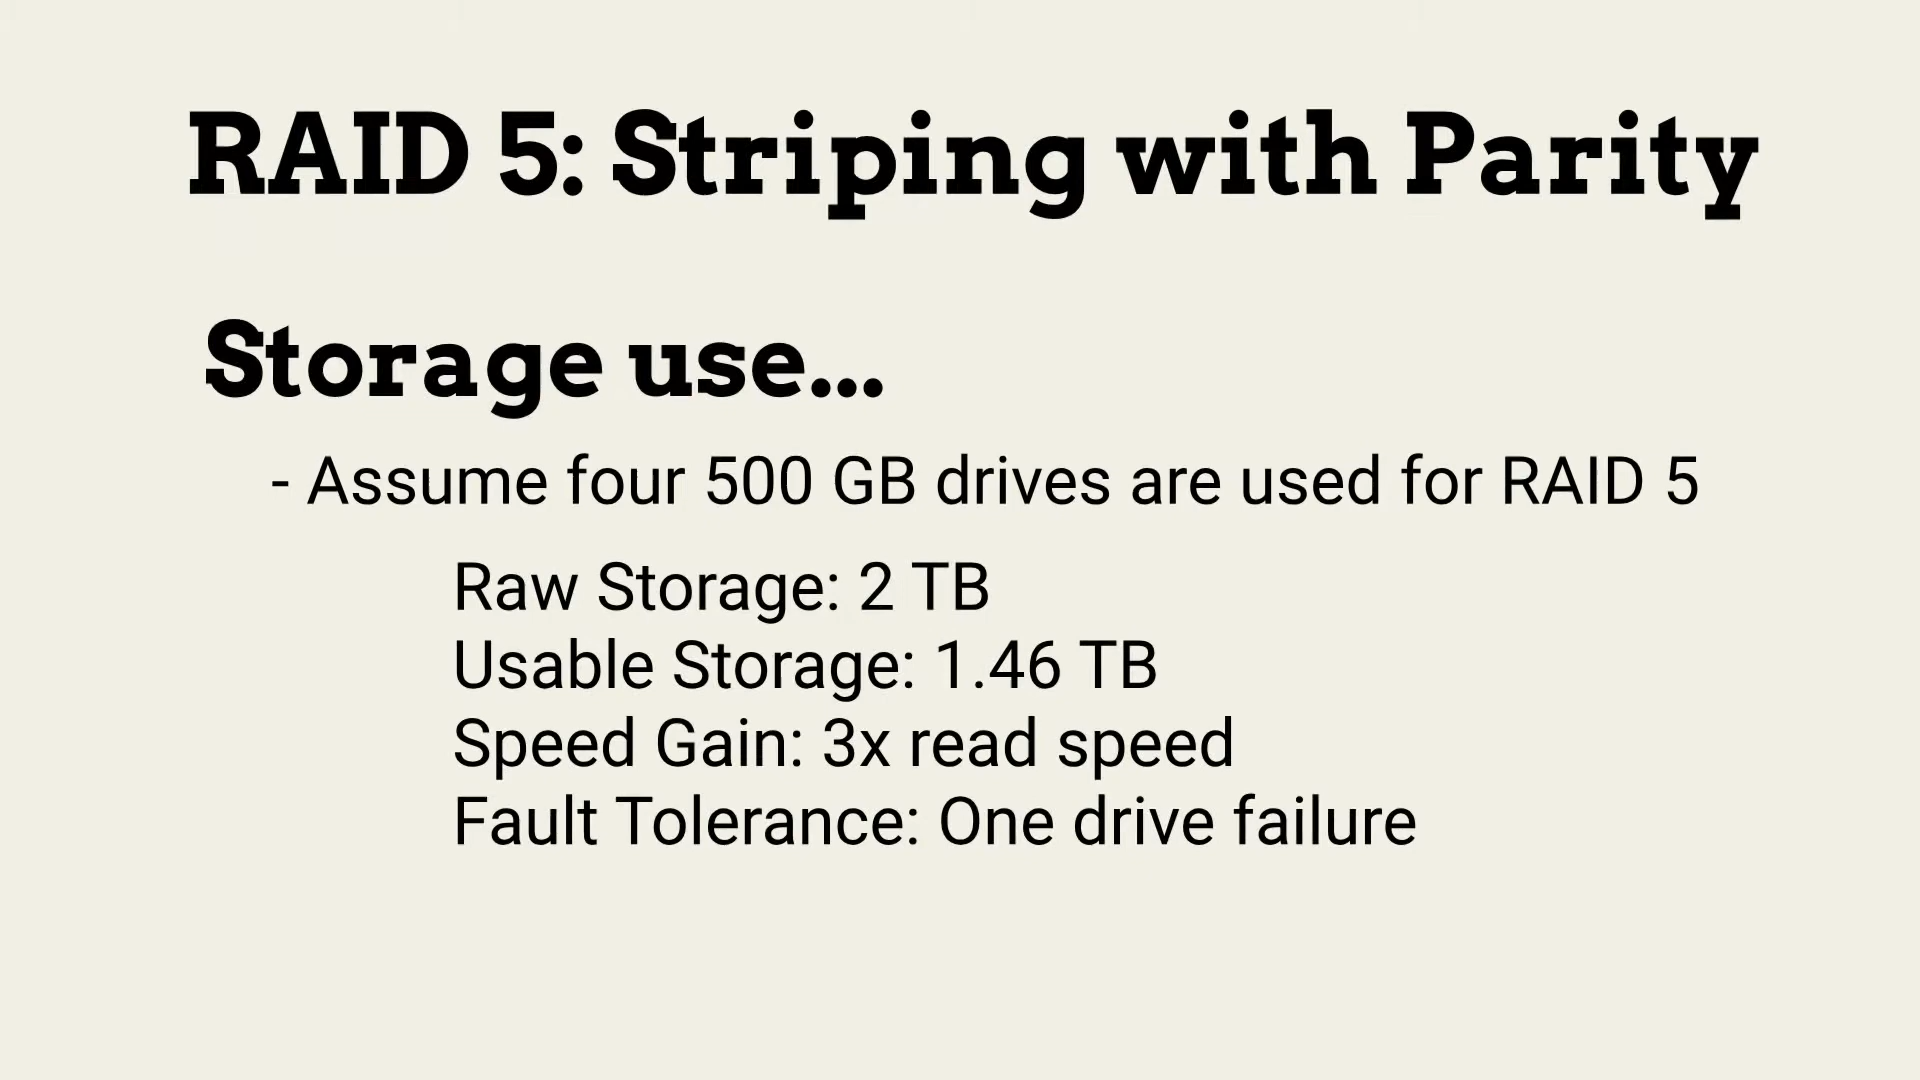 RAID 5: Striping with Parity
Storage use...
- Assume four 500 GB drives are used for RAID 5
Raw Storage: 2 TB
Usable Storage: 1.46 TB
Speed Gain: 3x read speed
Fault Tolerance: One drive failure